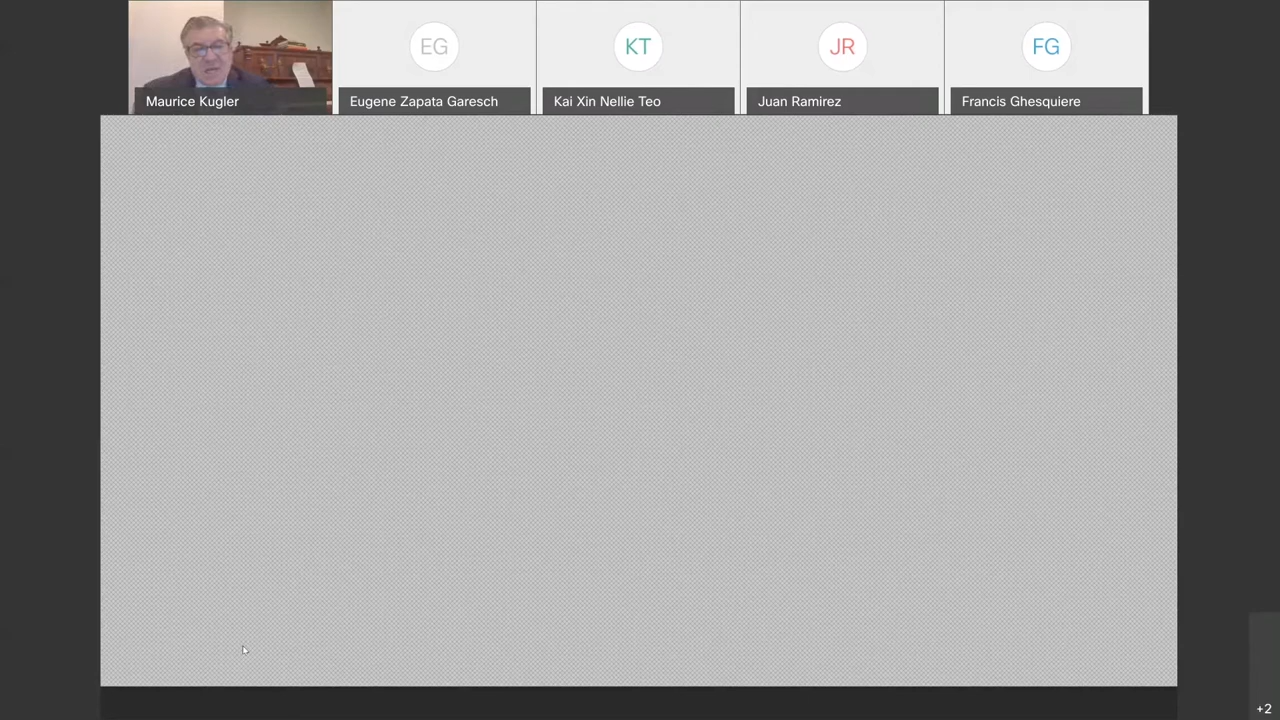 EG
KT
JR
FG
Maurice Kugler
Eugene Zapata Garesch
Kai Xin Nellie Teo
Juan Ramirez
Francis Ghesquiere
+2